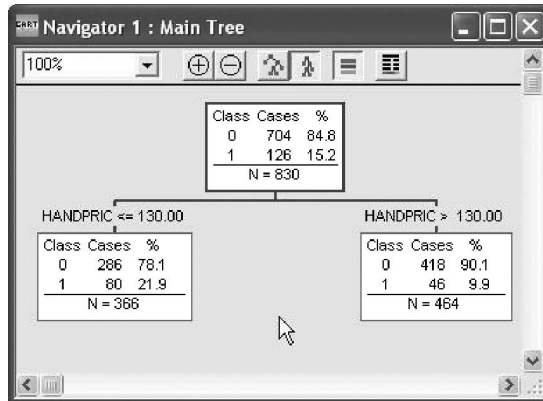 CART Navigator 1 : Main Tree
100%
Class Cases %
0 704 84.8
1 126 15.2
N = 830
HANDPRIC <= 130.00
HANDPRIC > 130.00
Class Cases %
0 286 78.1
1 80 21.9
N = 366
Class Cases %
0 418 90.1
1 46 9.9
N = 464